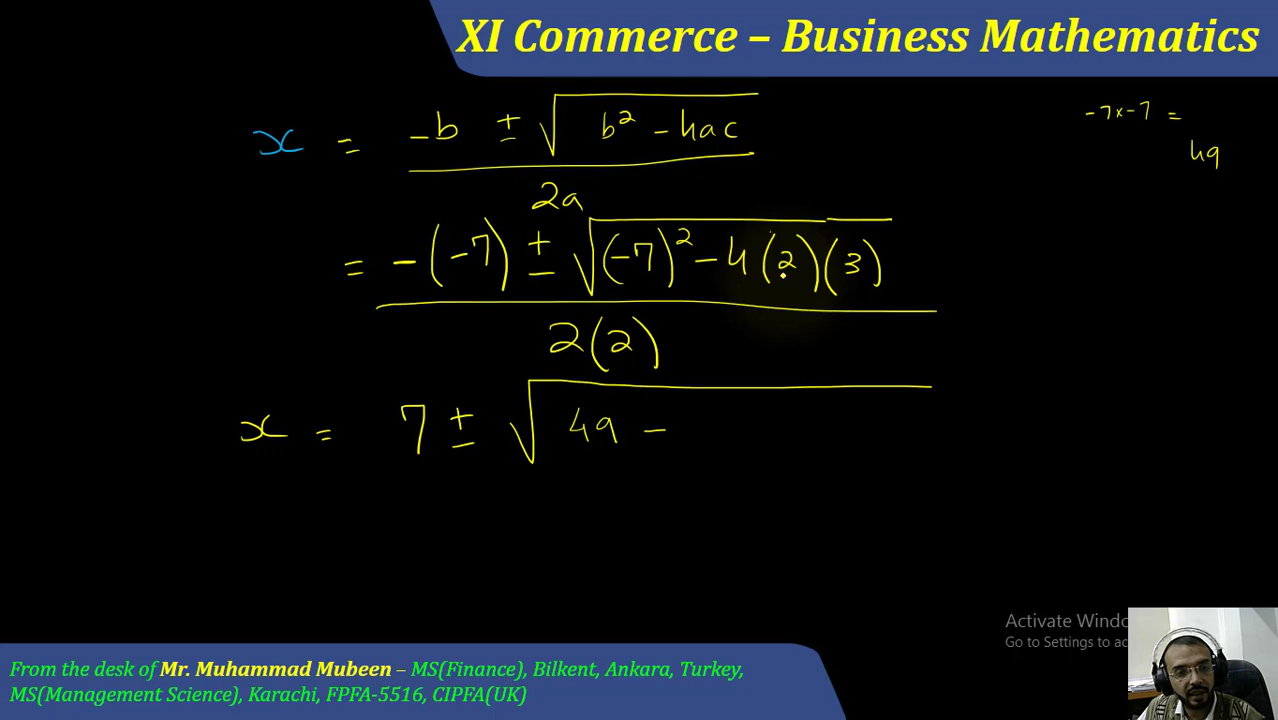 XI Commerce – Business Mathematics
-7×-7 =
49
x = -b ± √ b² - 4ac
2a
= -(-7) ± √(-7)² - 4(2)(3)
2(2)
x = 7 ± √ 49 -
Activate Windo
Go to Settings to ac
From the desk of Mr. Muhammad Mubeen – MS(Finance), Bilkent, Ankara, Turkey,
MS(Management Science), Karachi, FPFA-5516, CIPFA(UK)